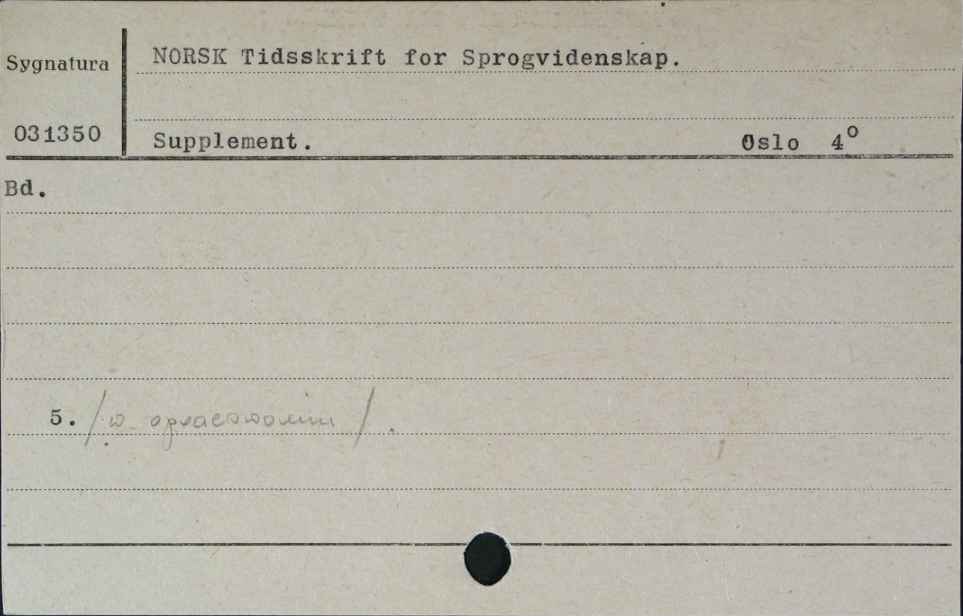 Sygnatura
NORSK Tidsskrift for Sprogvidenskap.
031350
Supplement. Oslo 4°
Bd.
5. /w opracowaniu/.